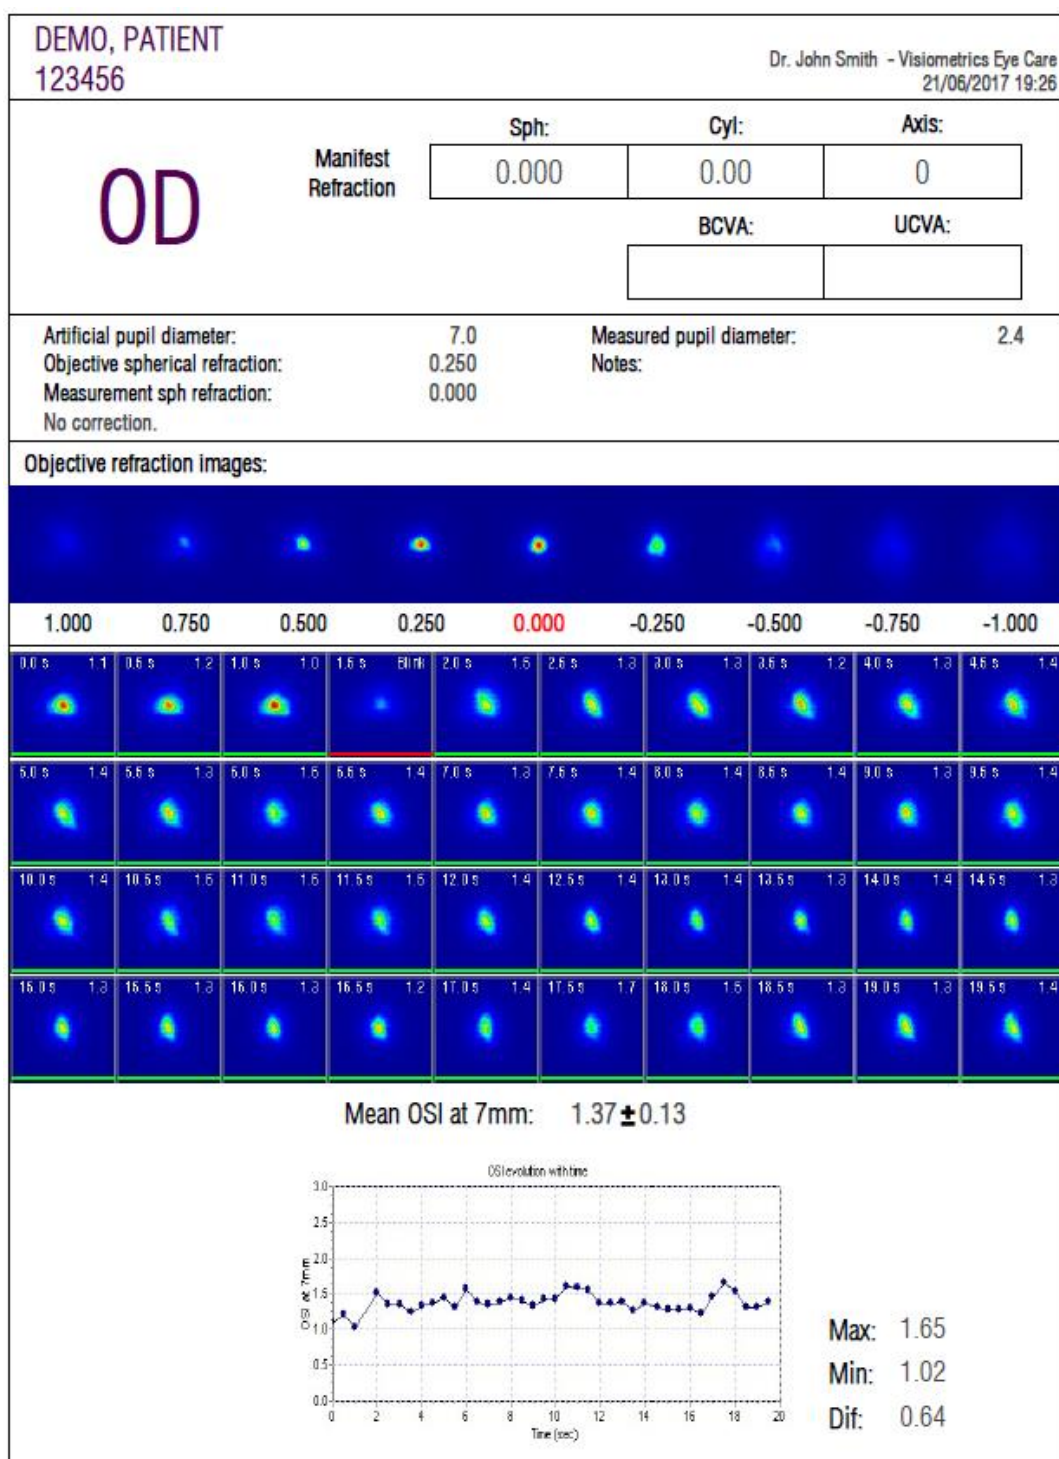 DEMO, PATIENT
123456
Dr. John Smith - Visiometrics Eye Care
21/06/2017 19:26
OD
Manifest Refraction
Sph: Cyl: Axis:
0.000 0.00 0
BCVA: UCVA:
Artificial pupil diameter: 7.0 Measured pupil diameter: 2.4
Objective spherical refraction: 0.250 Notes:
Measurement sph refraction: 0.000
No correction.
Objective refraction images:
1.000 0.750 0.500 0.250 0.000 -0.250 -0.500 -0.750 -1.000
0.0 s 1.1 0.5 s 1.2 1.0 s 1.0 1.5 s Blink 2.0 s 1.5 2.5 s 1.3 3.0 s 1.3 3.5 s 1.2 4.0 s 1.3 4.5 s 1.4
5.0 s 1.4 5.5 s 1.3 6.0 s 1.6 6.5 s 1.4 7.0 s 1.3 7.5 s 1.4 8.0 s 1.4 8.5 s 1.4 9.0 s 1.3 9.5 s 1.4
10.0 s 1.4 10.5 s 1.6 11.0 s 1.6 11.5 s 1.6 12.0 s 1.4 12.5 s 1.4 13.0 s 1.4 13.5 s 1.3 14.0 s 1.4 14.5 s 1.3
15.0 s 1.3 15.5 s 1.3 16.0 s 1.3 16.5 s 1.2 17.0 s 1.4 17.5 s 1.7 18.0 s 1.5 18.5 s 1.3 19.0 s 1.3 19.5 s 1.4
Mean OSI at 7mm: 1.37±0.13
OSI evolution with time
3.0
2.5
2.0
1.5
1.0
0.5
0.0
OSI at 7mm
0 2 4 6 8 10 12 14 16 18 20
Time (sec)
Max: 1.65
Min: 1.02
Dif: 0.64